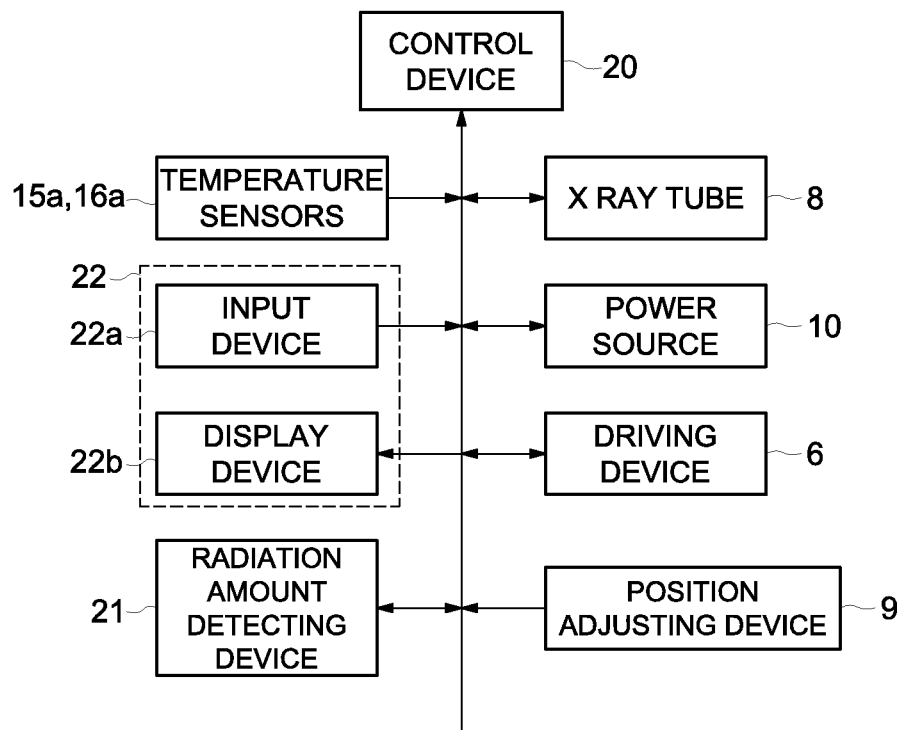 CONTROL
DEVICE
20
TEMPERATURE
SENSORS
15a,16a
X RAY TUBE
8
22
INPUT
DEVICE
22a
POWER
SOURCE
10
DISPLAY
DEVICE
22b
DRIVING
DEVICE
6
RADIATION
AMOUNT
DETECTING
DEVICE
21
POSITION
ADJUSTING DEVICE
9